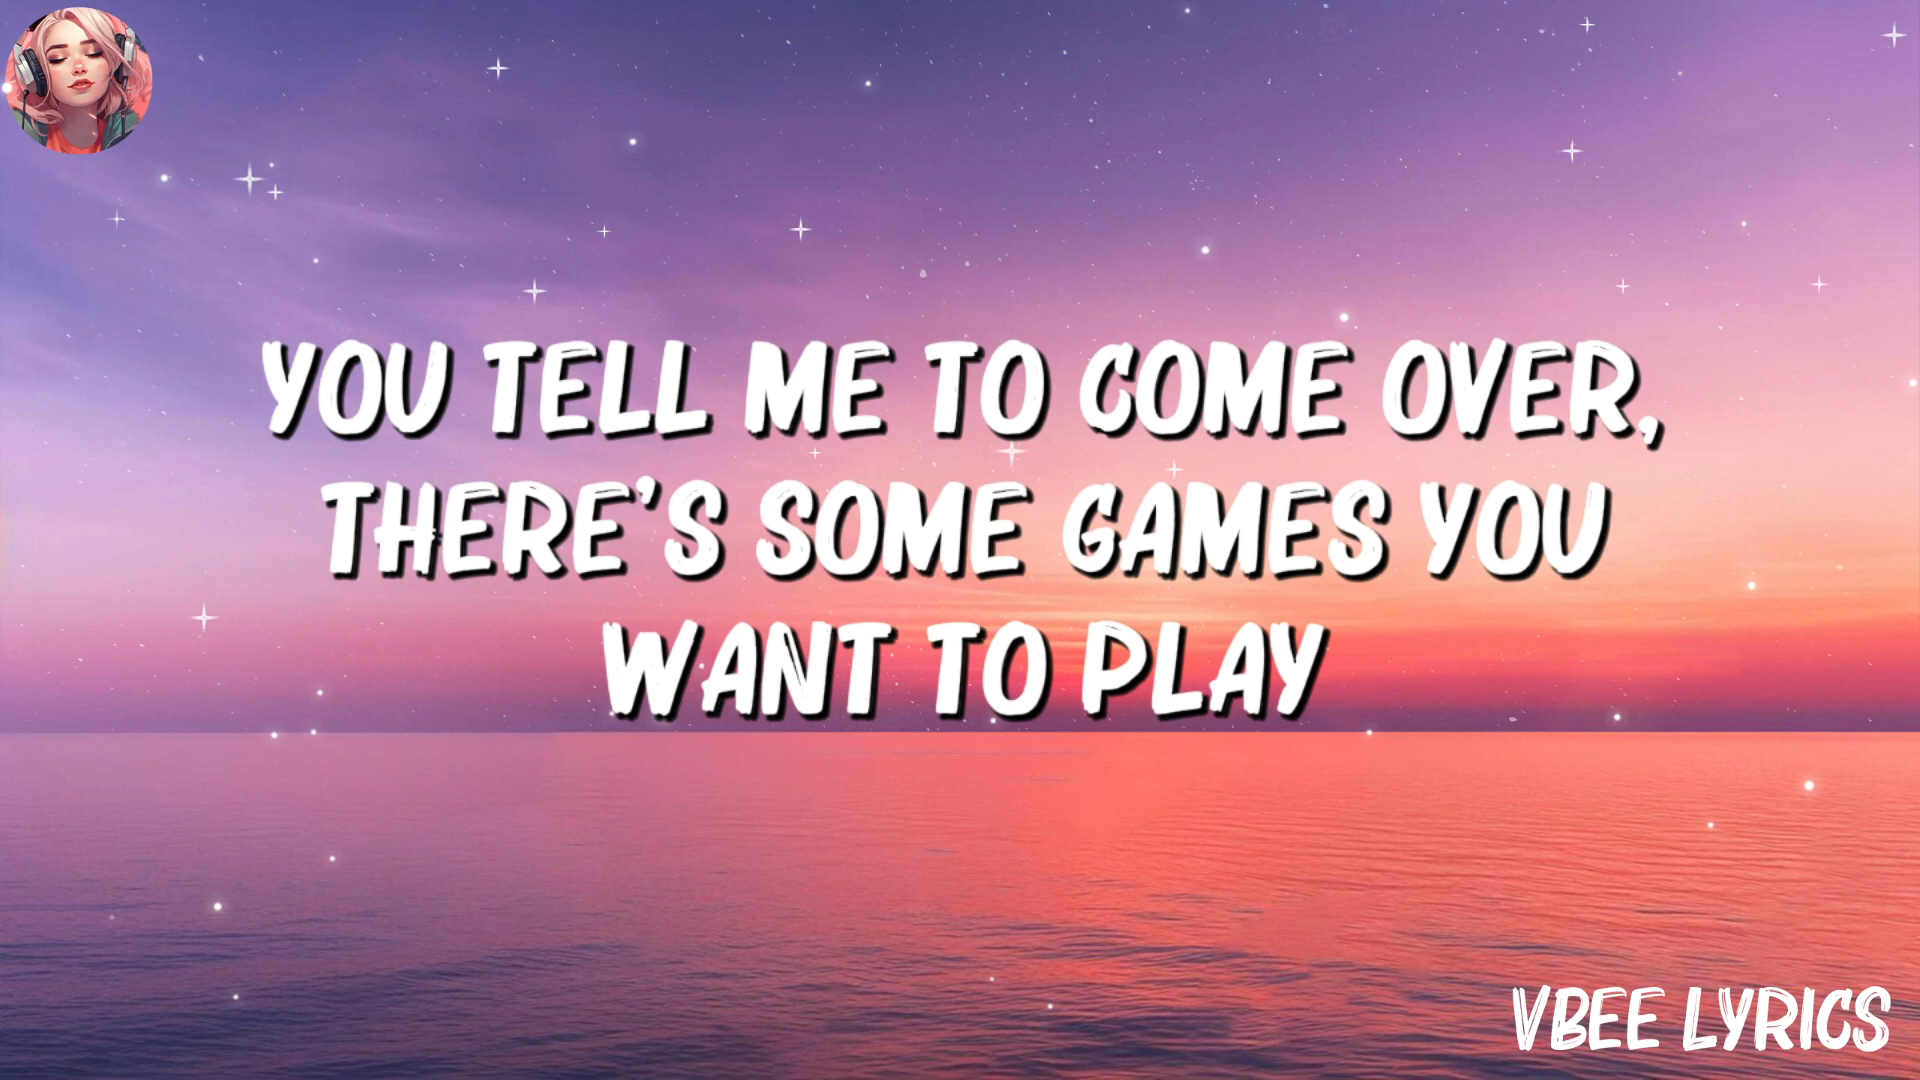 YOU TELL ME TO COME OVER,
THERE'S SOME GAMES YOU
WANT TO PLAY
VBEE LYRICS